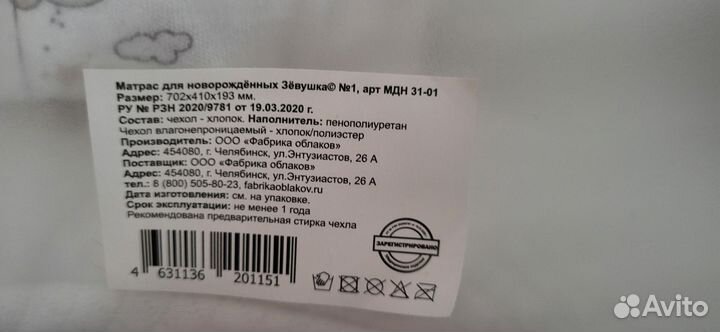 Матрас для новорождённых Зёвушка© №1, арт МДН 31-01
Размер: 702х410х193 мм.
РУ № РЗН 2020/9781 от 19.03.2020 г.
Состав: чехол - хлопок. Наполнитель: пенополиуретан
Чехол влагонепроницаемый - хлопок/полиэстер
Производитель: ООО «Фабрика облаков»
Адрес: 454080, г. Челябинск, ул.Энтузиастов, 26 А
Поставщик: ООО «Фабрика облаков»
Адрес: 454080, г. Челябинск, ул.Энтузиастов, 26 А
тел.: 8 (800) 505-80-23, fabrikaoblakov.ru
Дата изготовления: см. на упаковке.
Срок эксплуатации: не менее 1 года
Рекомендована предварительная стирка чехла
ЗАРЕГИСТРИРОВАНО
4 631136 201151
Avito